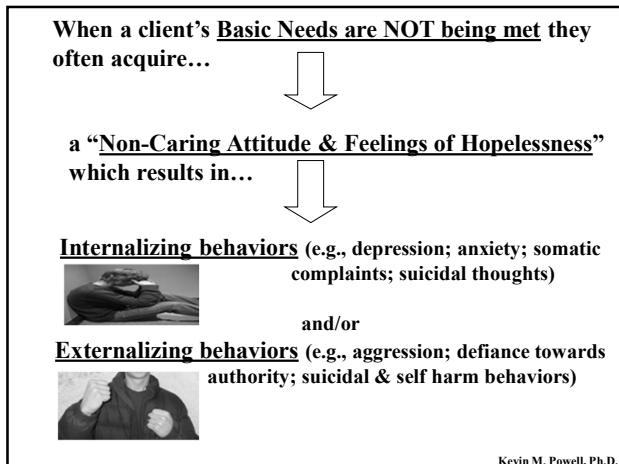 When a client's Basic Needs are NOT being met they
often acquire…
a "Non-Caring Attitude & Feelings of Hopelessness"
which results in…
Internalizing behaviors (e.g., depression; anxiety; somatic
complaints; suicidal thoughts)
and/or
Externalizing behaviors (e.g., aggression; defiance towards
authority; suicidal & self harm behaviors)
Kevin M. Powell, Ph.D.